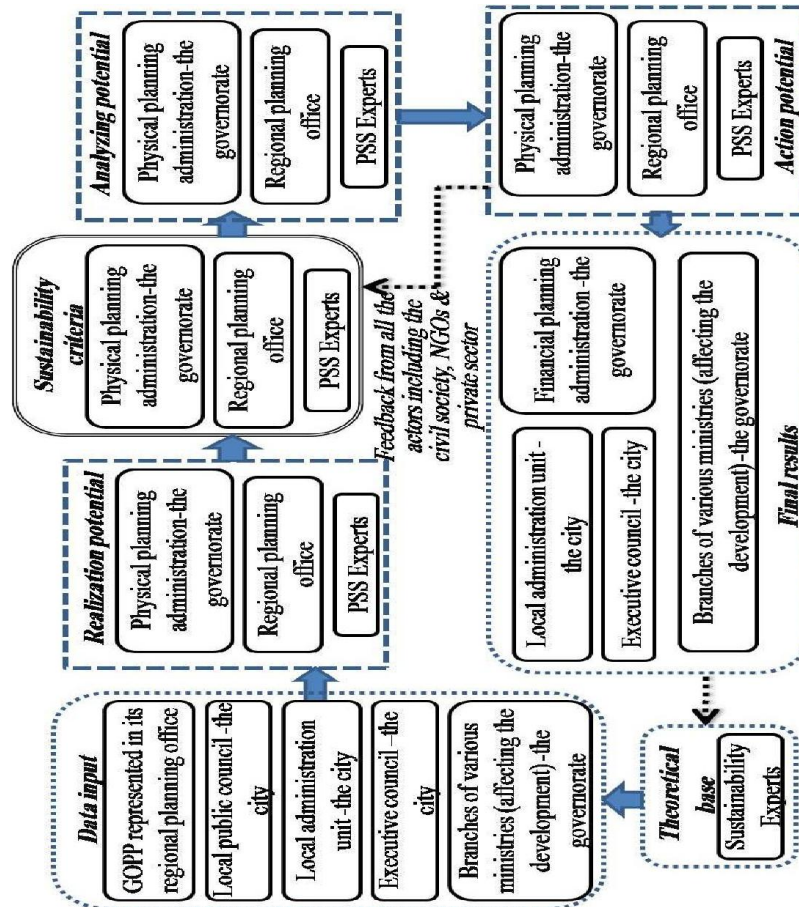 Data input
GOPP represented in its
regional planning office
Local public council -the
city
Local administration
unit -the city
Executive council – the
city
Branches of various
ministries (affecting the
development) -the
governorate
Realization potential
Physical planning
administration-the
governorate
Regional planning
office
PSS Experts
Sustainability
criteria
Physical planning
administration-the
governorate
Regional planning
office
PSS Experts
Analyzing potential
Physical planning
administration-the
governorate
Regional planning
office
PSS Experts
Feedback from all the
actors including the
civil society, NGOs &
private sector
Theoretical
base
Sustainability
Experts
Local administration unit -
the city
Executive council -the city
Financial planning
administration -the
governorate
Branches of various ministries (affecting the
development) -the governorate
Final results
Physical planning
administration-the
governorate
Regional planning
office
PSS Experts
Action potential